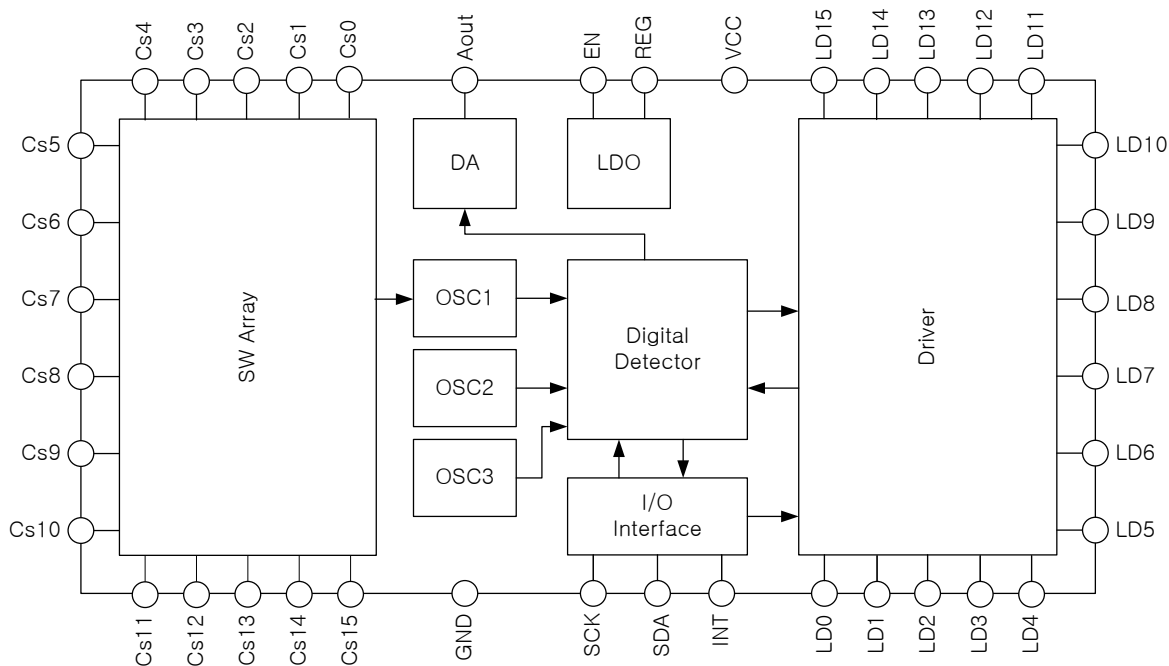 Cs4
Cs3
Cs2
Cs1
Cs0
Aout
EN
REG
VCC
LD15
LD14
LD13
LD12
LD11
Cs5
Cs6
Cs7
Cs8
Cs9
Cs10
SW Array
DA
LDO
OSC1
OSC2
OSC3
Digital
Detector
I/O
Interface
Driver
LD10
LD9
LD8
LD7
LD6
LD5
Cs11
Cs12
Cs13
Cs14
Cs15
GND
SCK
SDA
INT
LD0
LD1
LD2
LD3
LD4